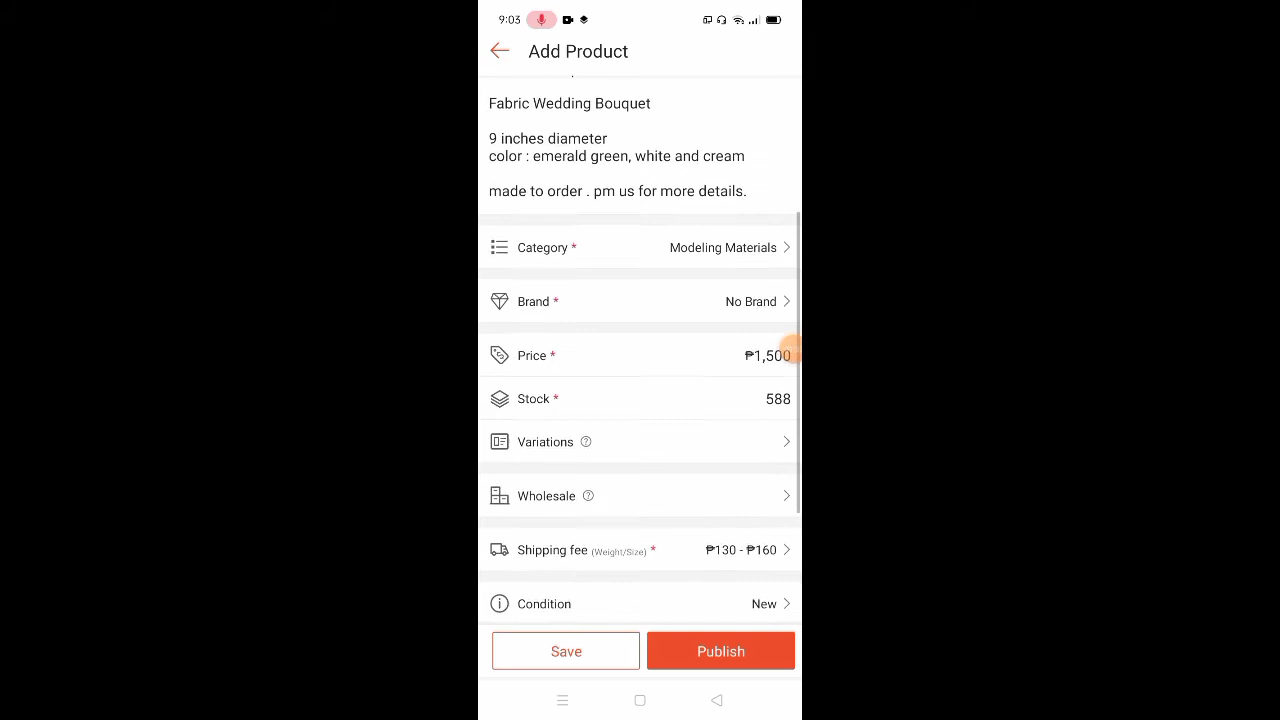 9:03
Add Product
Fabric Wedding Bouquet
9 inches diameter
color : emerald green, white and cream
made to order . pm us for more details.
Category * Modeling Materials
Brand * No Brand
Price * ₱1,500
Stock * 588
Variations ?
Wholesale ?
Shipping fee (Weight/Size) * ₱130 - ₱160
Condition New
Save Publish